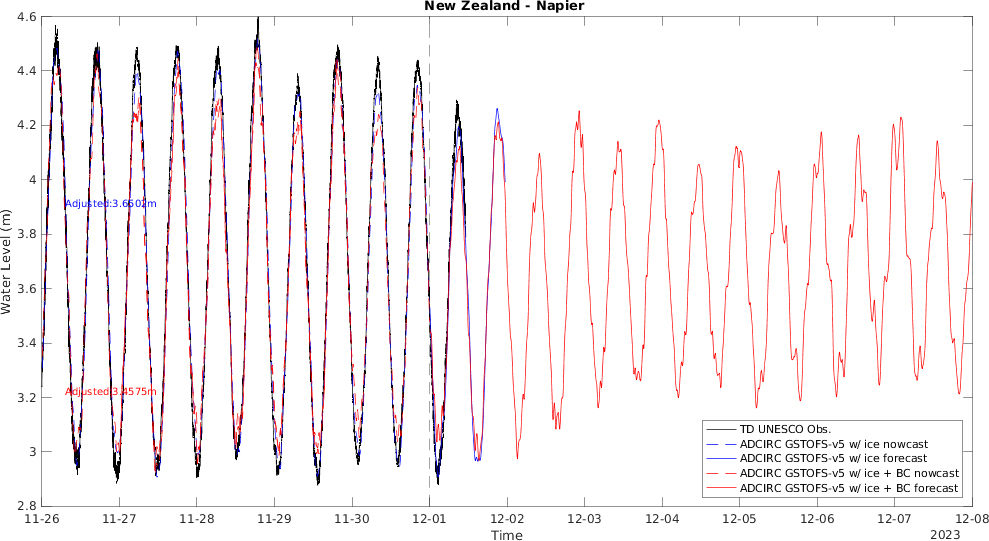 New Zealand - Napier
4.6
4.4
4.2
4
3.8
3.6
3.4
3.2
3
2.8
Water Level (m)
Adjusted:3.6502m
Adjusted:3.4575m
TD UNESCO Obs.
ADCIRC GSTOFS-v5 w/ ice nowcast
ADCIRC GSTOFS-v5 w/ ice forecast
ADCIRC GSTOFS-v5 w/ ice + BC nowcast
ADCIRC GSTOFS-v5 w/ ice + BC forecast
11-26 11-27 11-28 11-29 11-30 12-01 12-02 12-03 12-04 12-05 12-06 12-07 12-08
Time
2023